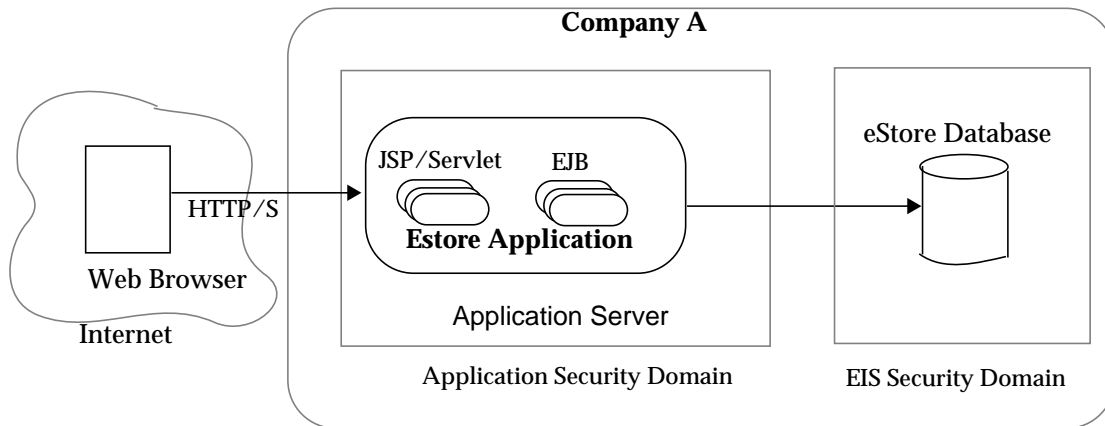 Company A
eStore Database
JSP/Servlet
EJB
HTTP/S
Estore Application
Web Browser
Application Server
Internet
Application Security Domain
EIS Security Domain